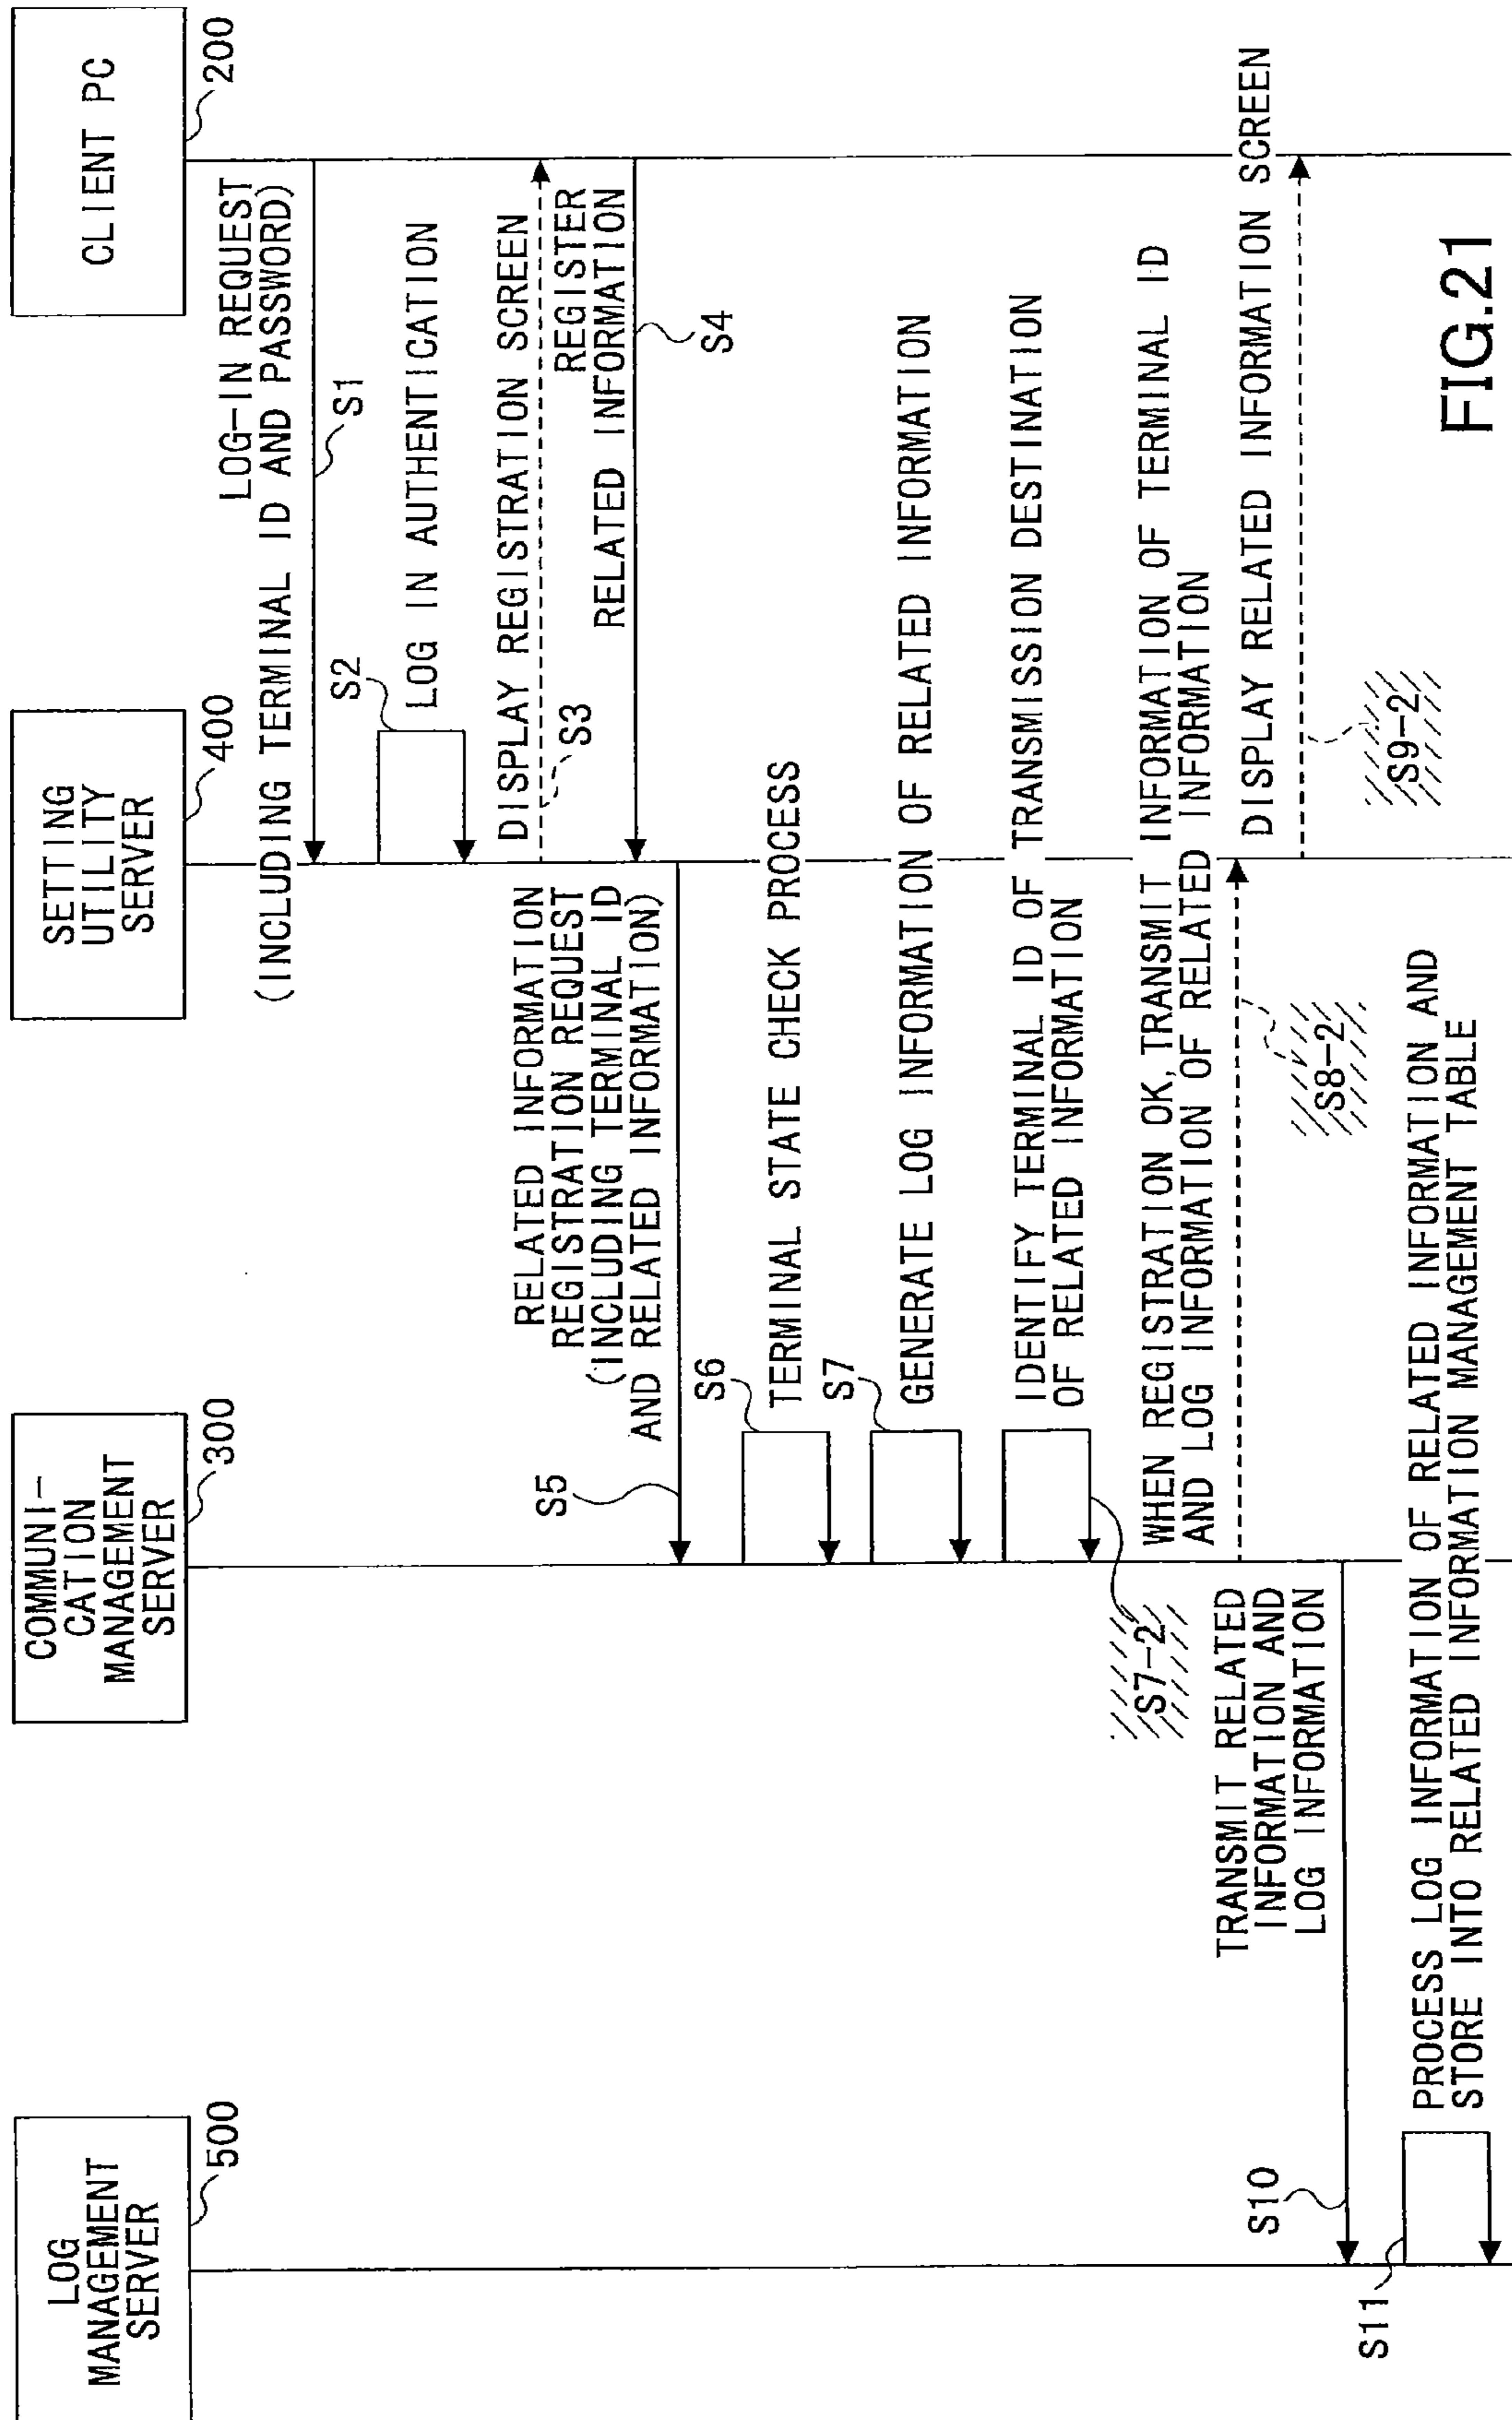 LOG
MANAGEMENT
SERVER
500
COMMUNI-
CATION
MANAGEMENT
SERVER
300
SETTING
UTILITY
SERVER
400
CLIENT PC
200
LOG-IN REQUEST
(INCLUDING TERMINAL ID AND PASSWORD)
S1
S2
LOG IN AUTHENTICATION
DISPLAY REGISTRATION SCREEN
S3
REGISTER
RELATED INFORMATION
S4
RELATED INFORMATION
REGISTRATION REQUEST
(INCLUDING TERMINAL ID
AND RELATED INFORMATION)
S5
S6
TERMINAL STATE CHECK PROCESS
S7
GENERATE LOG INFORMATION OF RELATED INFORMATION
IDENTIFY TERMINAL ID OF TRANSMISSION DESTINATION
OF RELATED INFORMATION
S7-2
WHEN REGISTRATION OK, TRANSMIT INFORMATION OF TERMINAL ID
AND LOG INFORMATION OF RELATED INFORMATION
S8-2
DISPLAY RELATED INFORMATION SCREEN
S9-2
TRANSMIT RELATED
INFORMATION AND
LOG INFORMATION
S10
S11
PROCESS LOG INFORMATION OF RELATED INFORMATION AND
STORE INTO RELATED INFORMATION MANAGEMENT TABLE
FIG.21